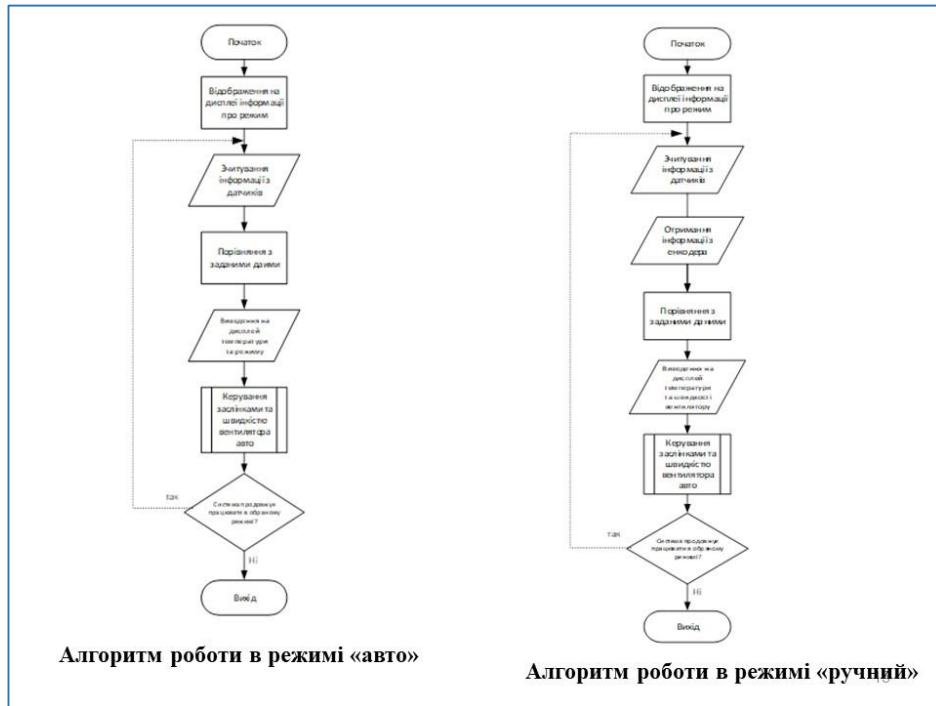 Початок
Відображення на
дисплеї інформації
про режим
Зчитування
інформації із
датчиків
Порівняння з
заданими даими
Виведення на
дисплей
температури
та режиму
Керування
заслінками та
швидкістю
вентилятора
авто
так
Система продовжує
працювати в обраному
режимі?
Ні
Вихід
Алгоритм роботи в режимі «авто»
Початок
Відображення на
дисплеї інформації
про режим
Зчитування
інформації із
датчиків
Отримання
інформації із
енкодера
Порівняння з
заданими даними
Виведення на
дисплей
температури
та швидкості
вентилятору
Керування
заслінками та
швидкістю
вентилятора
авто
так
Система продовжує
працювати в обраному
режимі?
Ні
Вихід
Алгоритм роботи в режимі «ручний»